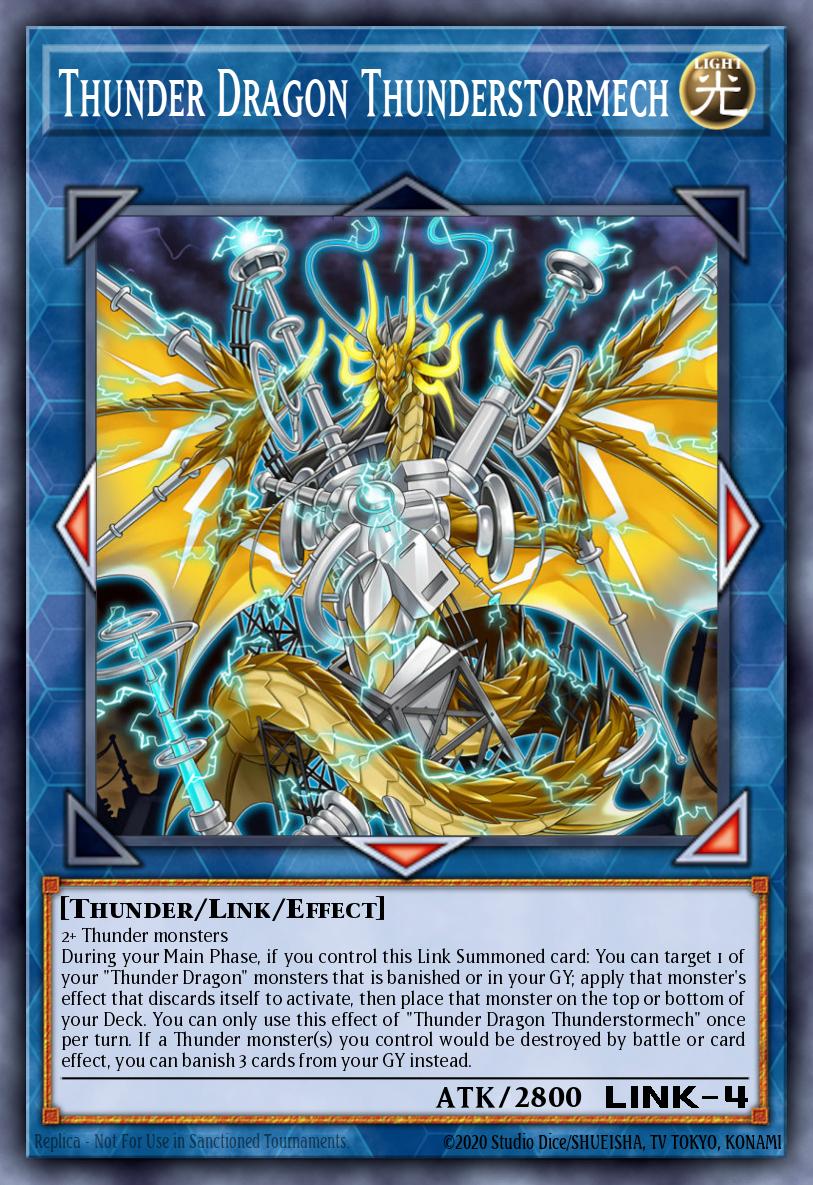 THUNDER DRAGON THUNDERSTORMECH
LIGHT
光
[THUNDER/LINK/EFFECT]
2+ Thunder monsters
During your Main Phase, if you control this Link Summoned card: You can target 1 of
your "Thunder Dragon" monsters that is banished or in your GY; apply that monster's
effect that discards itself to activate, then place that monster on the top or bottom of
your Deck. You can only use this effect of "Thunder Dragon Thunderstormech" once
per turn. If a Thunder monster(s) you control would be destroyed by battle or card
effect, you can banish 3 cards from your GY instead.
ATK/2800 LINK-4
Replica - Not For Use in Sanctioned Tournaments. ©2020 Studio Dice/SHUEISHA, TV TOKYO, KONAMI